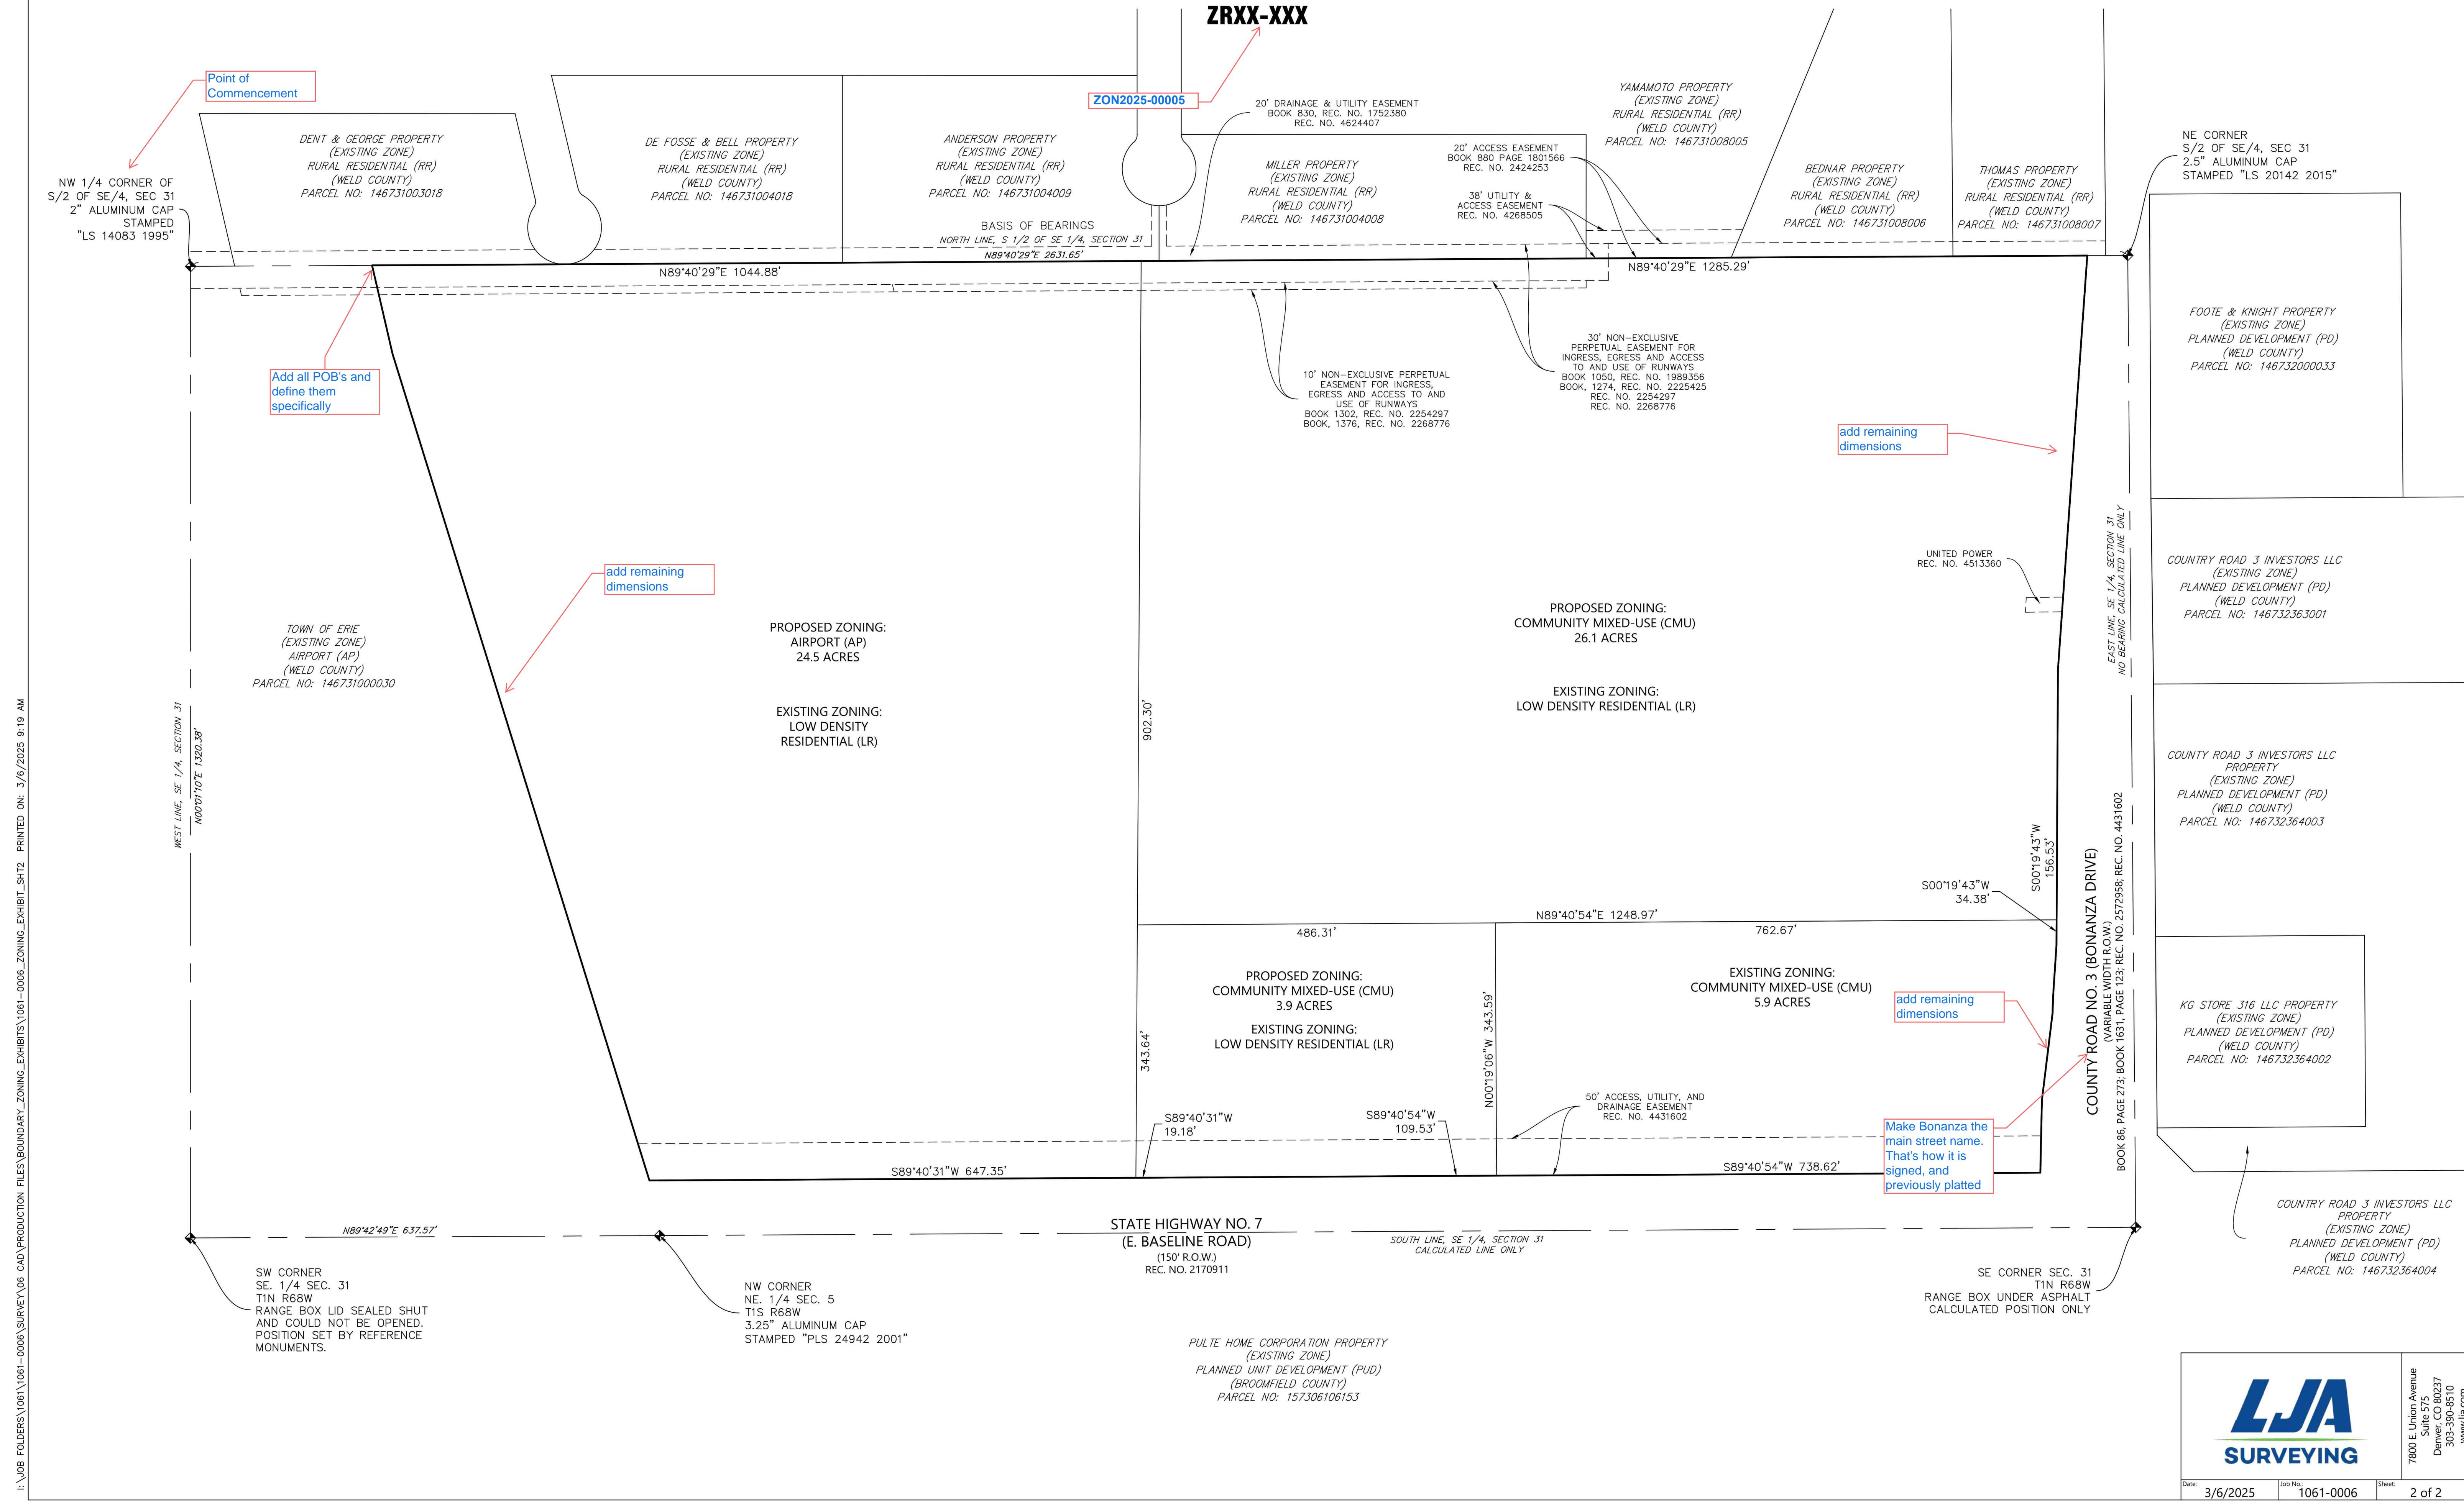 ZRXX-XXX
Point of
Commencement
ZON2025-00005
NW 1/4 CORNER OF
S/2 OF SE/4, SEC 31
2" ALUMINUM CAP
STAMPED
"LS 14083 1995"
DENT & GEORGE PROPERTY
(EXISTING ZONE)
RURAL RESIDENTIAL (RR)
(WELD COUNTY)
PARCEL NO: 146731003018
DE FOSSE & BELL PROPERTY
(EXISTING ZONE)
RURAL RESIDENTIAL (RR)
(WELD COUNTY)
PARCEL NO: 146731004018
ANDERSON PROPERTY
(EXISTING ZONE)
RURAL RESIDENTIAL (RR)
(WELD COUNTY)
PARCEL NO: 146731004009
20' DRAINAGE & UTILITY EASEMENT
BOOK 830, REC. NO. 1752380
REC. NO. 4624407
MILLER PROPERTY
(EXISTING ZONE)
RURAL RESIDENTIAL (RR)
(WELD COUNTY)
PARCEL NO: 146731004008
20' ACCESS EASEMENT
BOOK 880 PAGE 1801566
REC. NO. 2424253
38' UTILITY &
ACCESS EASEMENT
REC. NO. 4268505
YAMAMOTO PROPERTY
(EXISTING ZONE)
RURAL RESIDENTIAL (RR)
(WELD COUNTY)
PARCEL NO: 146731008005
BEDNAR PROPERTY
(EXISTING ZONE)
RURAL RESIDENTIAL (RR)
(WELD COUNTY)
PARCEL NO: 146731008006
THOMAS PROPERTY
(EXISTING ZONE)
RURAL RESIDENTIAL (RR)
(WELD COUNTY)
PARCEL NO: 146731008007
NE CORNER
S/2 OF SE/4, SEC 31
2.5" ALUMINUM CAP
STAMPED "LS 20142 2015"
BASIS OF BEARINGS
NORTH LINE, S 1/2 OF SE 1/4, SECTION 31
N89°40'29"E 2631.65'
N89°40'29"E 1044.88'
N89°40'29"E 1285.29'
Add all POB's and
define them
specifically
10' NON-EXCLUSIVE PERPETUAL
EASEMENT FOR INGRESS,
EGRESS AND ACCESS TO AND
USE OF RUNWAYS
BOOK 1302, REC. NO. 2254297
BOOK, 1376, REC. NO. 2268776
30' NON-EXCLUSIVE
PERPETUAL EASEMENT FOR
INGRESS, EGRESS AND ACCESS
TO AND USE OF RUNWAYS
BOOK 1050, REC. NO. 1989356
BOOK, 1274, REC. NO. 2225425
REC. NO. 2254297
REC. NO. 2268776
FOOTE & KNIGHT PROPERTY
(EXISTING ZONE)
PLANNED DEVELOPMENT (PD)
(WELD COUNTY)
PARCEL NO: 146732000033
add remaining
dimensions
add remaining
dimensions
UNITED POWER
REC. NO. 4513360
EAST LINE, SE 1/4, SECTION 31
NO BEARING CALCULATED LINE ONLY
COUNTRY ROAD 3 INVESTORS LLC
(EXISTING ZONE)
PLANNED DEVELOPMENT (PD)
(WELD COUNTY)
PARCEL NO: 146732363001
TOWN OF ERIE
(EXISTING ZONE)
AIRPORT (AP)
(WELD COUNTY)
PARCEL NO: 146731000030
PROPOSED ZONING:
AIRPORT (AP)
24.5 ACRES
EXISTING ZONING:
LOW DENSITY
RESIDENTIAL (LR)
PROPOSED ZONING:
COMMUNITY MIXED-USE (CMU)
26.1 ACRES
EXISTING ZONING:
LOW DENSITY RESIDENTIAL (LR)
902.30'
WEST LINE, SE 1/4, SECTION 31
N00°01'10"E 1320.38'
COUNTY ROAD 3 INVESTORS LLC
PROPERTY
(EXISTING ZONE)
PLANNED DEVELOPMENT (PD)
(WELD COUNTY)
PARCEL NO: 146732364003
S00°19'43"W
156.53'
S00°19'43"W
34.38'
N89°40'54"E 1248.97'
486.31'
762.67'
PROPOSED ZONING:
COMMUNITY MIXED-USE (CMU)
3.9 ACRES
EXISTING ZONING:
LOW DENSITY RESIDENTIAL (LR)
EXISTING ZONING:
COMMUNITY MIXED-USE (CMU)
5.9 ACRES
343.64'
N00°19'06"W 343.59'
add remaining
dimensions
COUNTY ROAD NO. 3 (BONANZA DRIVE)
(VARIABLE WIDTH R.O.W.)
BOOK 86, PAGE 273; BOOK 1631, PAGE 123; REC. NO. 2572958; REC. NO. 4431602
KG STORE 316 LLC PROPERTY
(EXISTING ZONE)
PLANNED DEVELOPMENT (PD)
(WELD COUNTY)
PARCEL NO: 146732364002
50' ACCESS, UTILITY, AND
DRAINAGE EASEMENT
REC. NO. 4431602
S89°40'31"W
19.18'
S89°40'54"W
109.53'
Make Bonanza the
main street name.
That's how it is
signed, and
previously platted
S89°40'31"W 647.35'
S89°40'54"W 738.62'
N89°42'49"E 637.57'
STATE HIGHWAY NO. 7
(E. BASELINE ROAD)
(150' R.O.W.)
REC. NO. 2170911
SOUTH LINE, SE 1/4, SECTION 31
CALCULATED LINE ONLY
COUNTRY ROAD 3 INVESTORS LLC
PROPERTY
(EXISTING ZONE)
PLANNED DEVELOPMENT (PD)
(WELD COUNTY)
PARCEL NO: 146732364004
SW CORNER
SE. 1/4 SEC. 31
T1N R68W
RANGE BOX LID SEALED SHUT
AND COULD NOT BE OPENED.
POSITION SET BY REFERENCE
MONUMENTS.
NW CORNER
NE. 1/4 SEC. 5
T1S R68W
3.25" ALUMINUM CAP
STAMPED "PLS 24942 2001"
SE CORNER SEC. 31
T1N R68W
RANGE BOX UNDER ASPHALT
CALCULATED POSITION ONLY
PULTE HOME CORPORATION PROPERTY
(EXISTING ZONE)
PLANNED UNIT DEVELOPMENT (PUD)
(BROOMFIELD COUNTY)
PARCEL NO: 157306106153
I:\JOB FOLDERS\1061\1061-0006\SURVEY\06 CAD\PRODUCTION FILES\BOUNDARY_ZONING_EXHIBITS\1061-0006_ZONING_EXHIBIT_SHT2 PRINTED ON: 3/6/2025 9:19 AM
LJA
SURVEYING
7800 E. Union Avenue
Suite 575
Denver, CO 80237
303-390-8510
Date:
3/6/2025
Job No.:
1061-0006
Sheet:
2 of 2